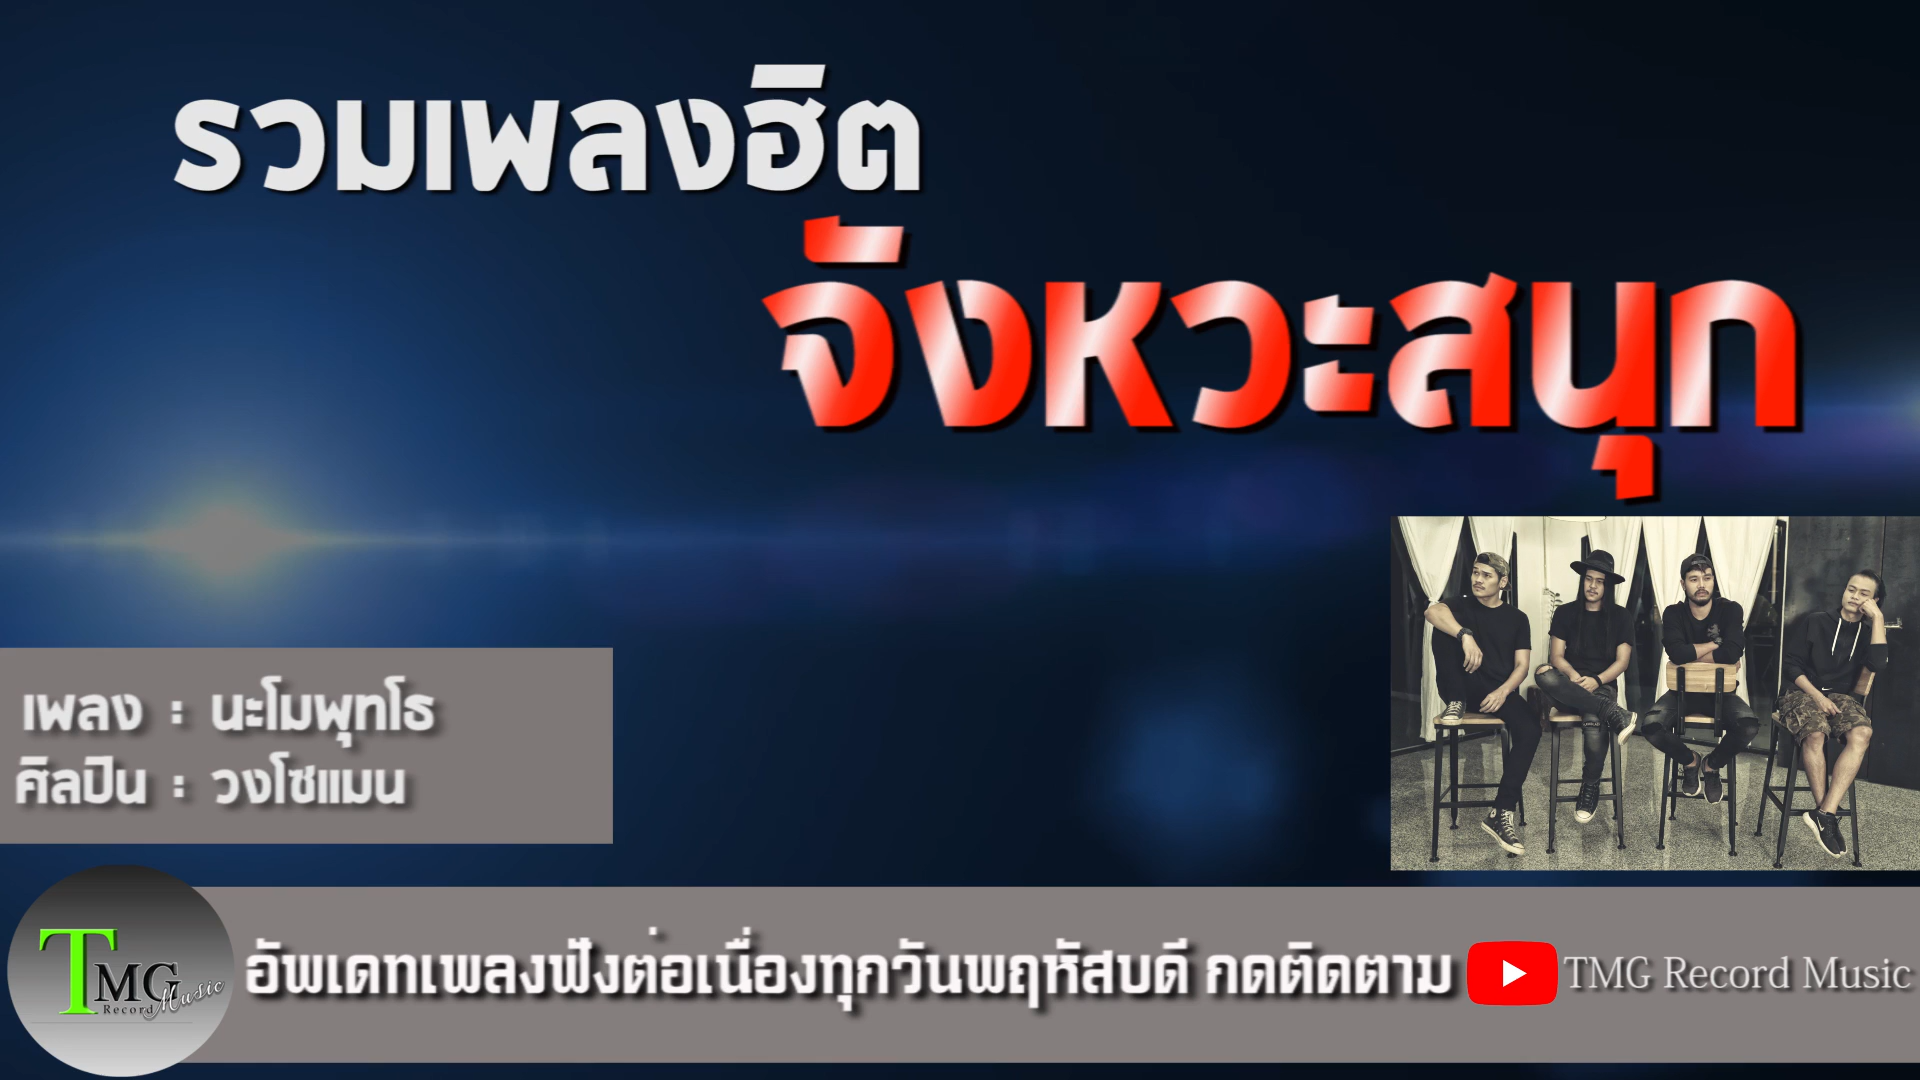 รวมเพลงฮิต
จังหวะสนุก
เพลง : นะโมพุทโธ
ศิลปิน : วงโซแมน
TMG
Record Music
อัพเดทเพลงฟังต่อเนื่องทุกวันพฤหัสบดี กดติดตาม TMG Record Music